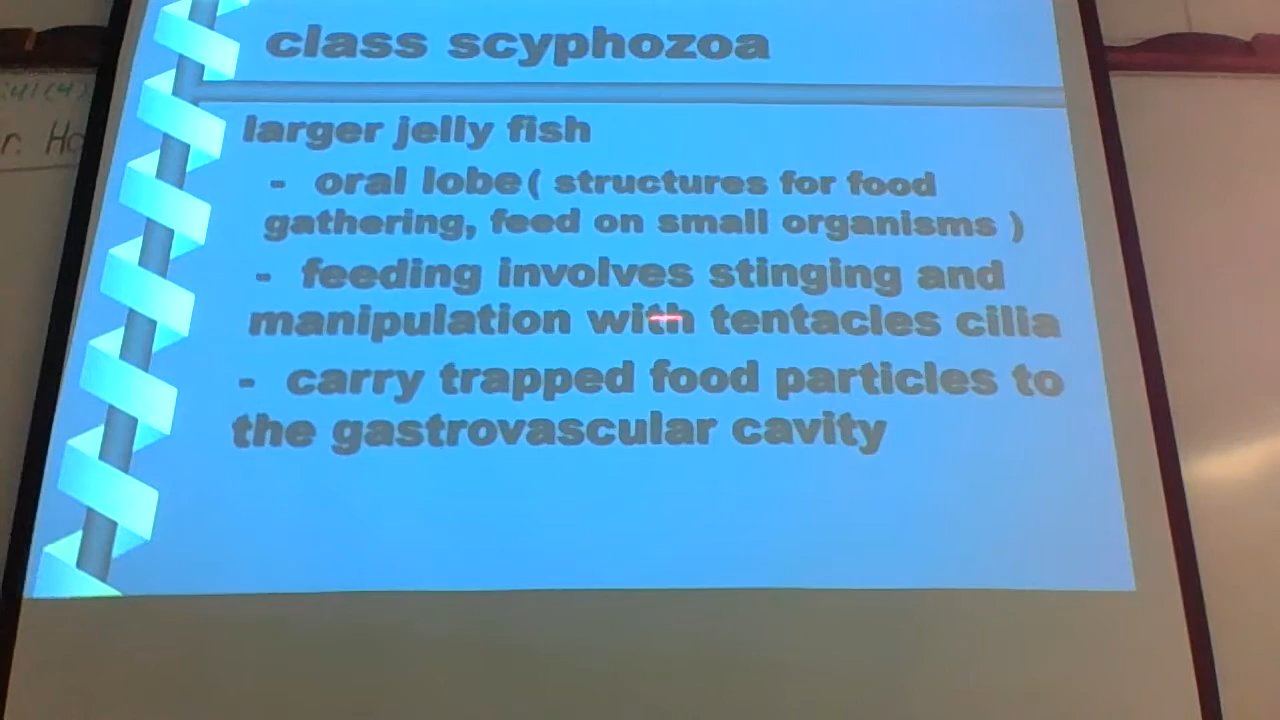 class scyphozoa
larger jelly fish
- oral lobe( structures for food
gathering, feed on small organisms )
- feeding involves stinging and
manipulation with tentacles cilia
- carry trapped food particles to
the gastrovascular cavity